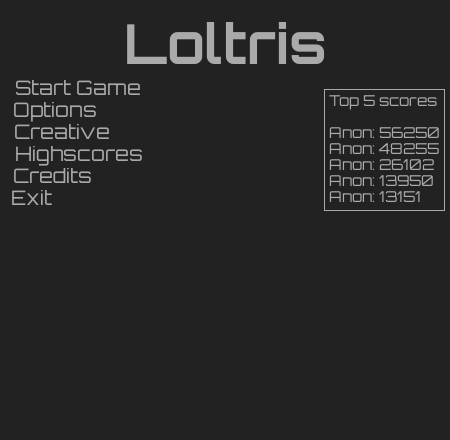 Loltris
Start Game
Options
Creative
Highscores
Credits
Exit
Top 5 scores
Anon: 56250
Anon: 48255
Anon: 26102
Anon: 13950
Anon: 13151